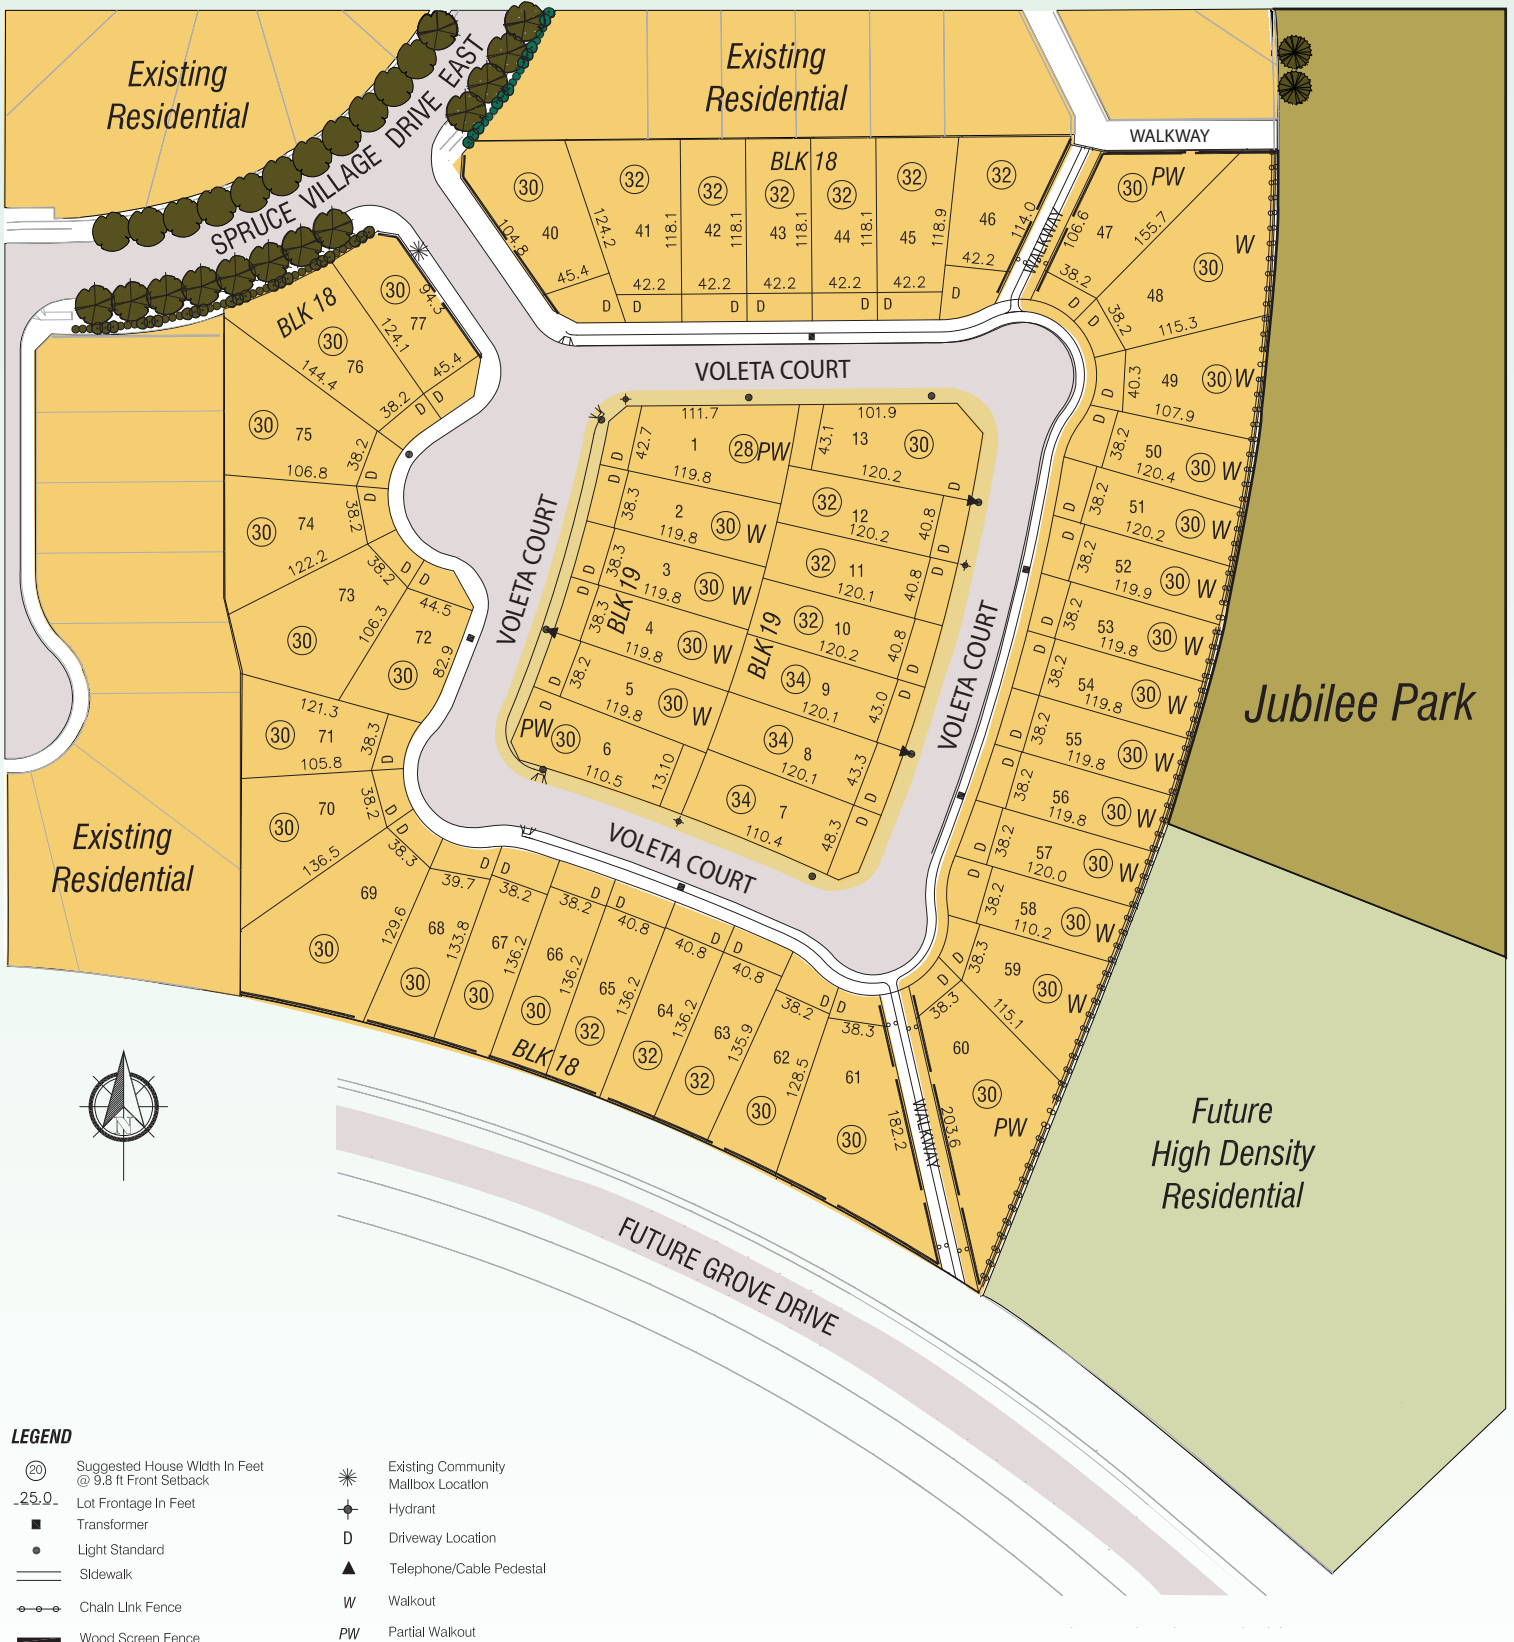 Existing
Residential
SPRUCE VILLAGE DRIVE EAST
Existing
Residential
WALKWAY
BLK 18
30
40
104.8
45.4
D
32
41
124.2
118.1
42.2
D
32
42
118.1
42.2
D
32
43
118.1
42.2
D
32
44
118.1
42.2
D
32
45
118.9
42.2
D
32
46
114.0
42.2
D
WALKWAY
30
PW
47
106.6
38.2
D
155.7
W
30
48
38.2
D
115.3
49
30
W
40.3
D
107.9
50
30
W
38.2
D
120.4
51
30
W
38.2
D
120.2
52
30
W
38.2
D
119.9
53
30
W
38.2
D
119.8
54
30
W
38.2
D
119.8
55
30
W
38.2
D
119.8
56
30
W
38.2
D
119.8
57
30
W
38.2
D
120.0
58
30
W
38.2
D
110.2
59
30
W
38.3
D
115.1
60
30
PW
38.3
D
203.6
WALKWAY
182.2
61
30
38.3
D
128.5
62
30
38.2
D
135.9
63
32
40.8
D
136.2
64
32
40.8
D
136.2
65
32
40.8
D
136.2
66
30
38.2
D
136.2
67
30
38.2
D
133.8
68
30
39.7
D
129.6
69
30
38.3
D
136.5
70
30
38.2
D
105.8
71
30
38.3
D
121.3
72
30
44.5
82.9
D
106.3
73
30
38.2
D
122.2
74
30
38.2
D
106.8
75
30
38.2
D
144.4
76
30
38.2
D
124.1
77
30
94.3
45.4
D
BLK 18
BLK 18
VOLETA COURT
VOLETA COURT
VOLETA COURT
VOLETA COURT
111.7
1
28
PW
42.7
D
119.8
2
30
W
38.3
D
119.8
3
30
W
38.3
D
119.8
4
30
W
38.3
D
119.8
5
30
W
38.2
D
119.8
PW
30
6
D
110.5
13.10
34
7
110.4
48.3
D
34
8
120.1
43.3
D
34
9
120.1
43.0
D
32
10
120.2
40.8
D
32
11
120.1
40.8
D
32
12
120.2
40.8
D
101.9
13
30
43.1
120.2
D
BLK 19
BLK 19
Jubilee Park
Existing
Residential
Future
High Density
Residential
FUTURE GROVE DRIVE
N
LEGEND
20
Suggested House Width In Feet
@ 9.8 ft Front Setback
25.0
Lot Frontage In Feet
Transformer
Light Standard
Sidewalk
Chain Link Fence
Wood Screen Fence
Existing Community
Mailbox Location
Hydrant
D
Driveway Location
Telephone/Cable Pedestal
W
Walkout
PW
Partial Walkout